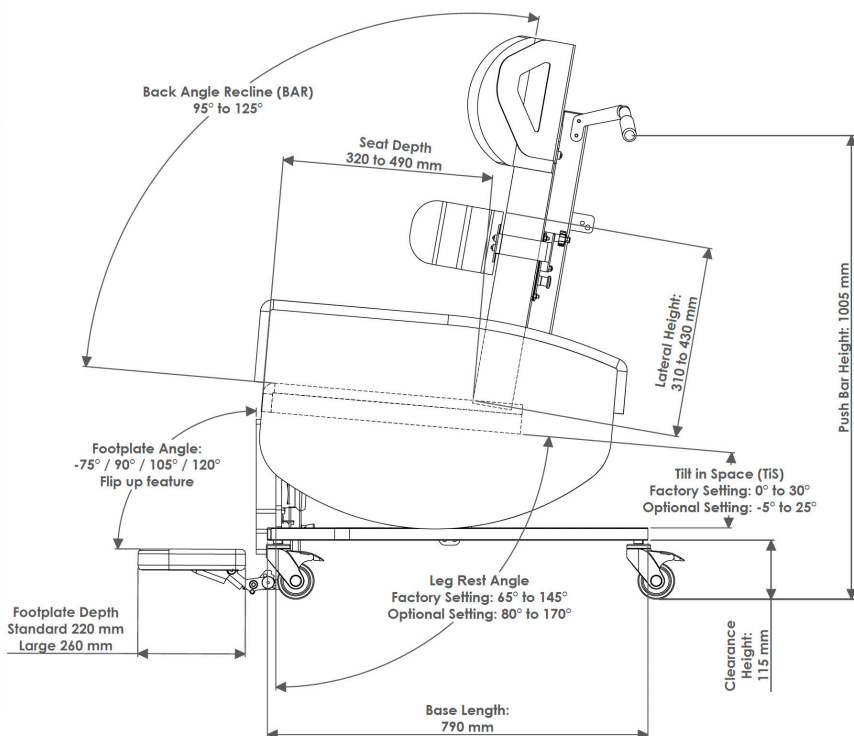 Back Angle Recline (BAR)
95° to 125°
Seat Depth
320 to 490 mm
Lateral Height:
310 to 430 mm
Push Bar Height: 1005 mm
Footplate Angle:
-75° / 90° / 105° / 120°
Flip up feature
Tilt in Space (TiS)
Factory Setting: 0° to 30°
Optional Setting: -5° to 25°
Leg Rest Angle
Factory Setting: 65° to 145°
Optional Setting: 80° to 170°
Footplate Depth
Standard 220 mm
Large 260 mm
Clearance
Height:
115 mm
Base Length:
790 mm